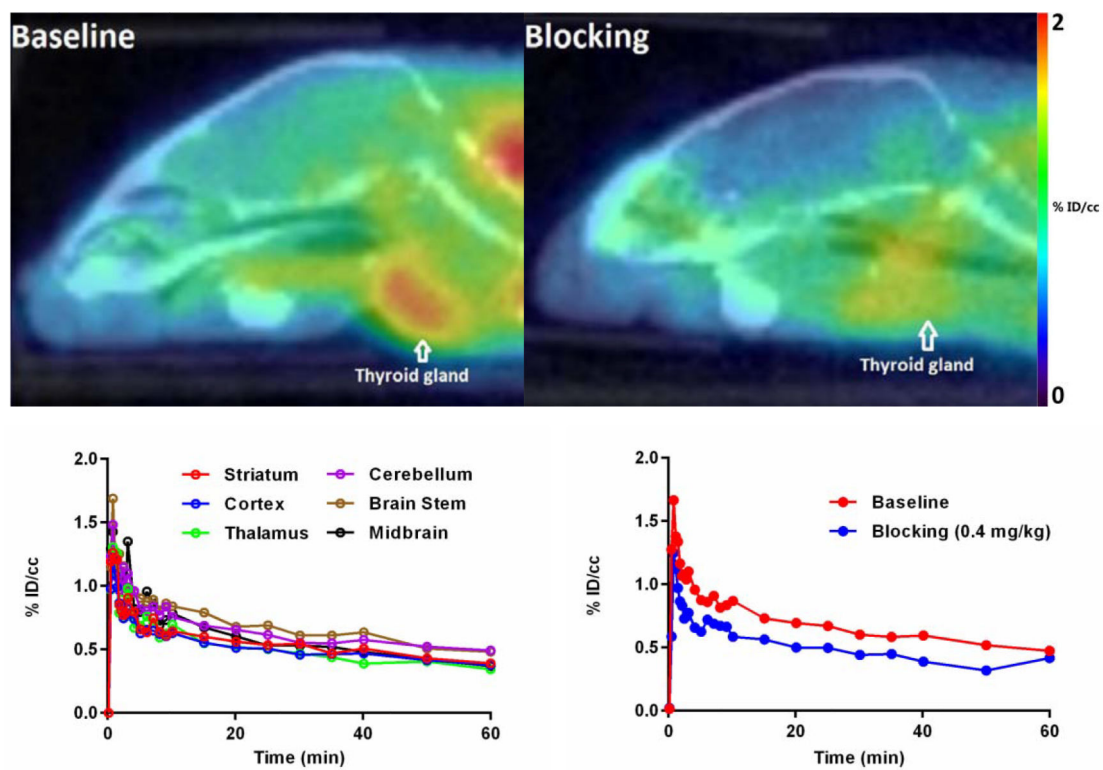 Baseline
Blocking
2
% ID/cc
0
Thyroid gland
Thyroid gland
2.0
1.5
1.0
0.5
0.0
% ID/cc
Striatum
Cortex
Thalamus
Cerebellum
Brain Stem
Midbrain
0 20 40 60
Time (min)
2.0
1.5
1.0
0.5
0.0
% ID/cc
Baseline
Blocking (0.4 mg/kg)
0 20 40 60
Time (min)